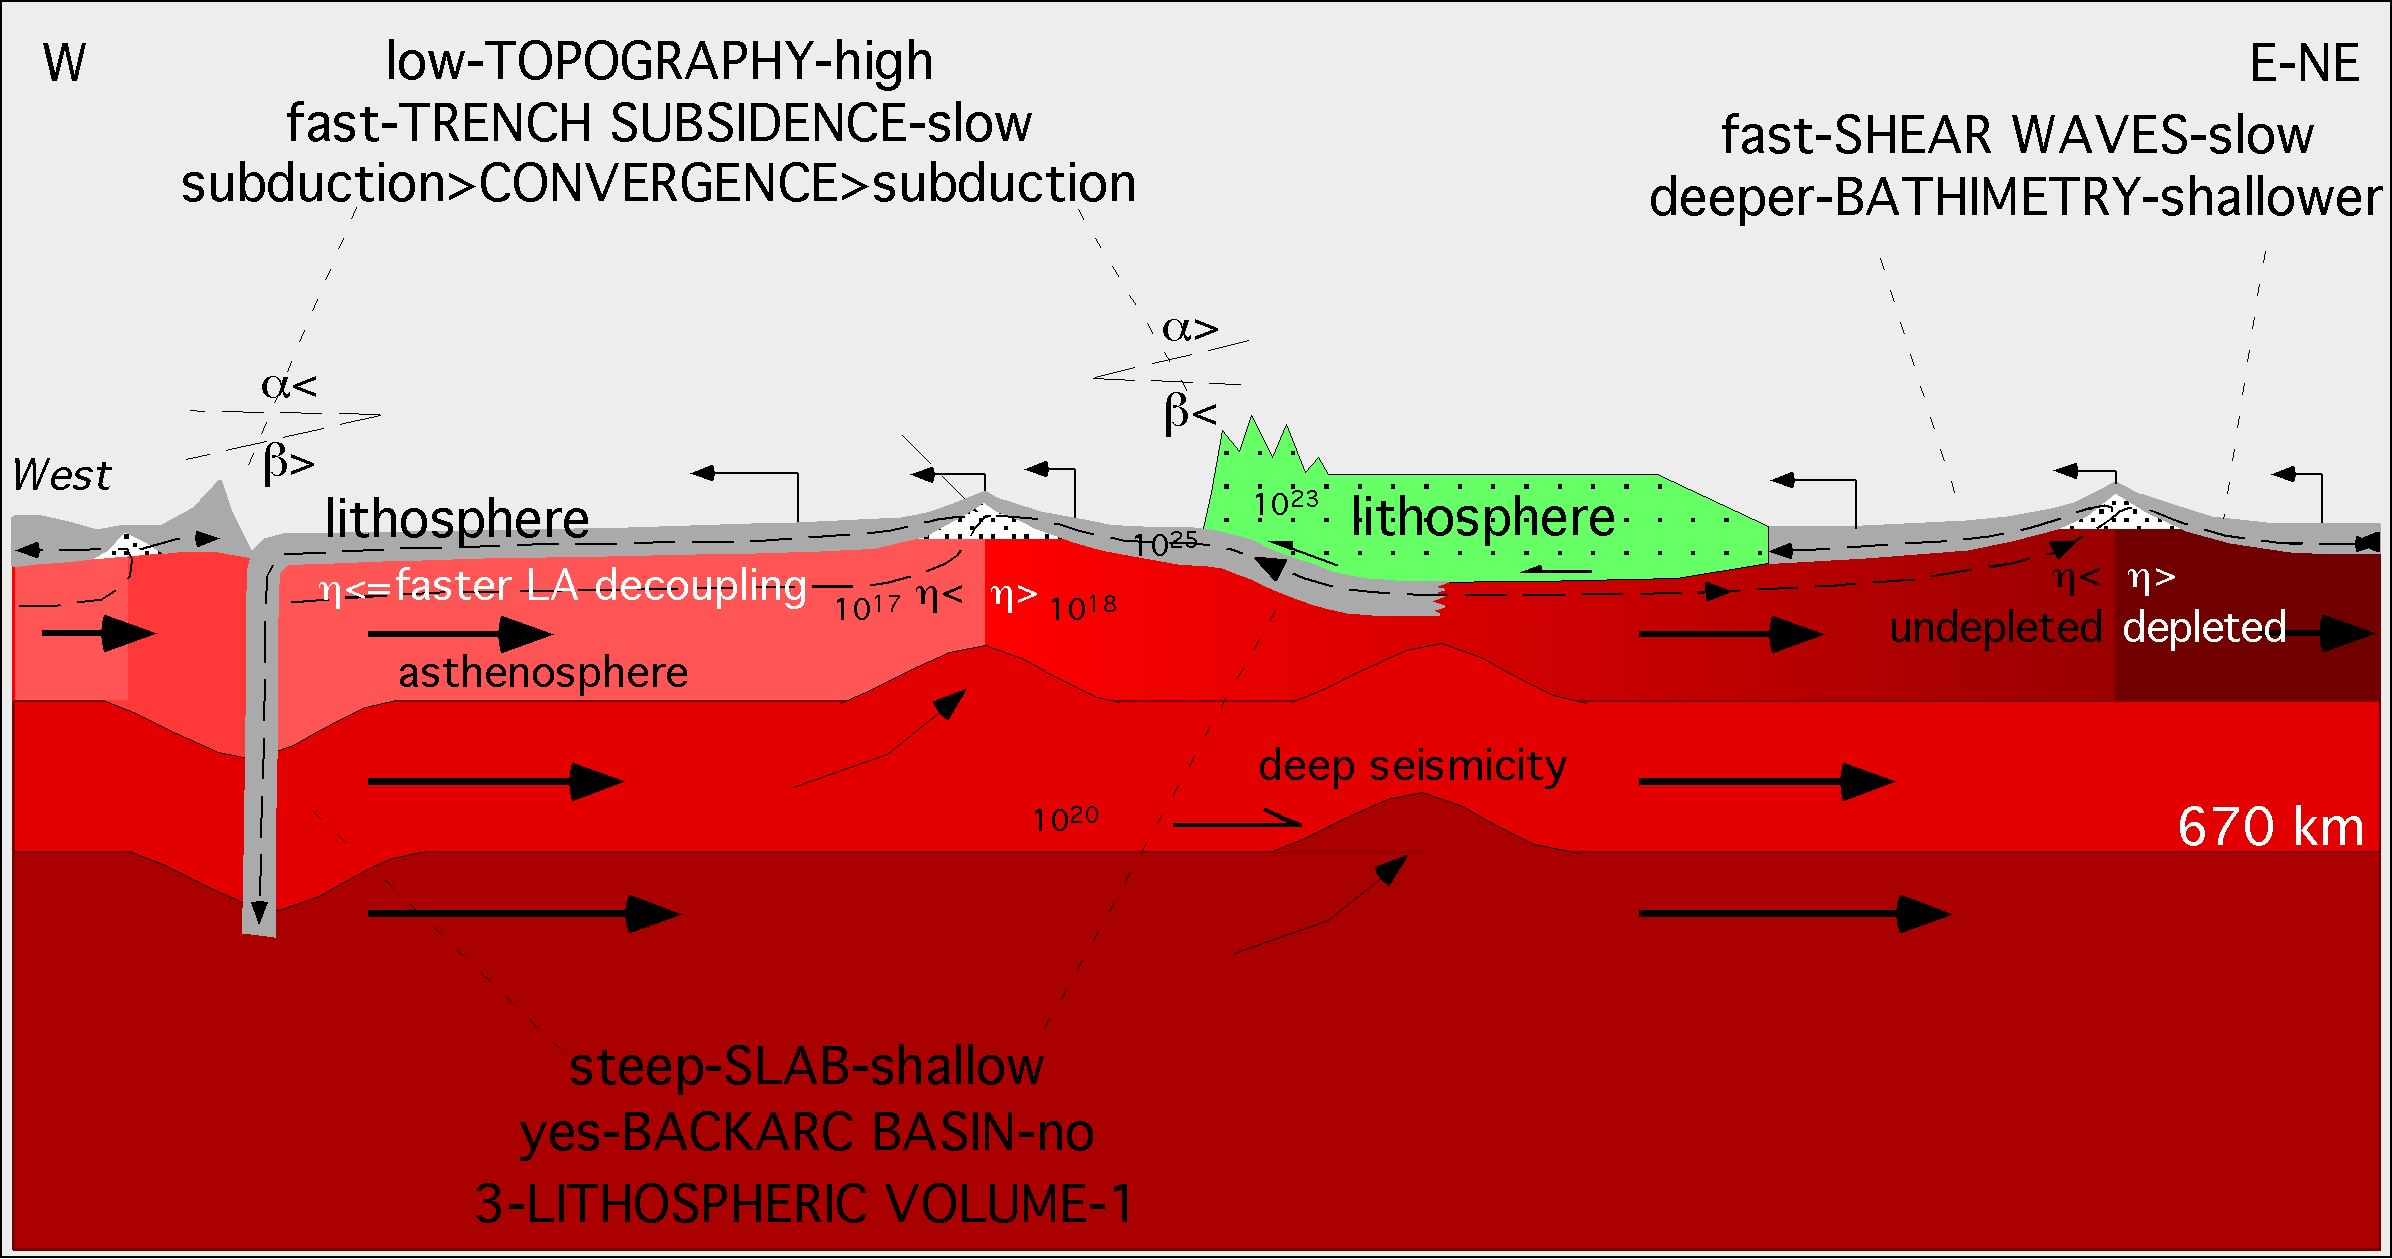 W
low-TOPOGRAPHY-high
fast-TRENCH SUBSIDENCE-slow
subduction>CONVERGENCE>subduction
E-NE
fast-SHEAR WAVES-slow
deeper-BATHIMETRY-shallower
α>
β<
α<
β>
West
lithosphere
10²³
lithosphere
10²⁵
η<=faster LA decoupling
10¹⁷
η<
η>
10¹⁸
η<
η>
undepleted
depleted
asthenosphere
deep seismicity
10²⁰
670 km
steep-SLAB-shallow
yes-BACKARC BASIN-no
3-LITHOSPHERIC VOLUME-1